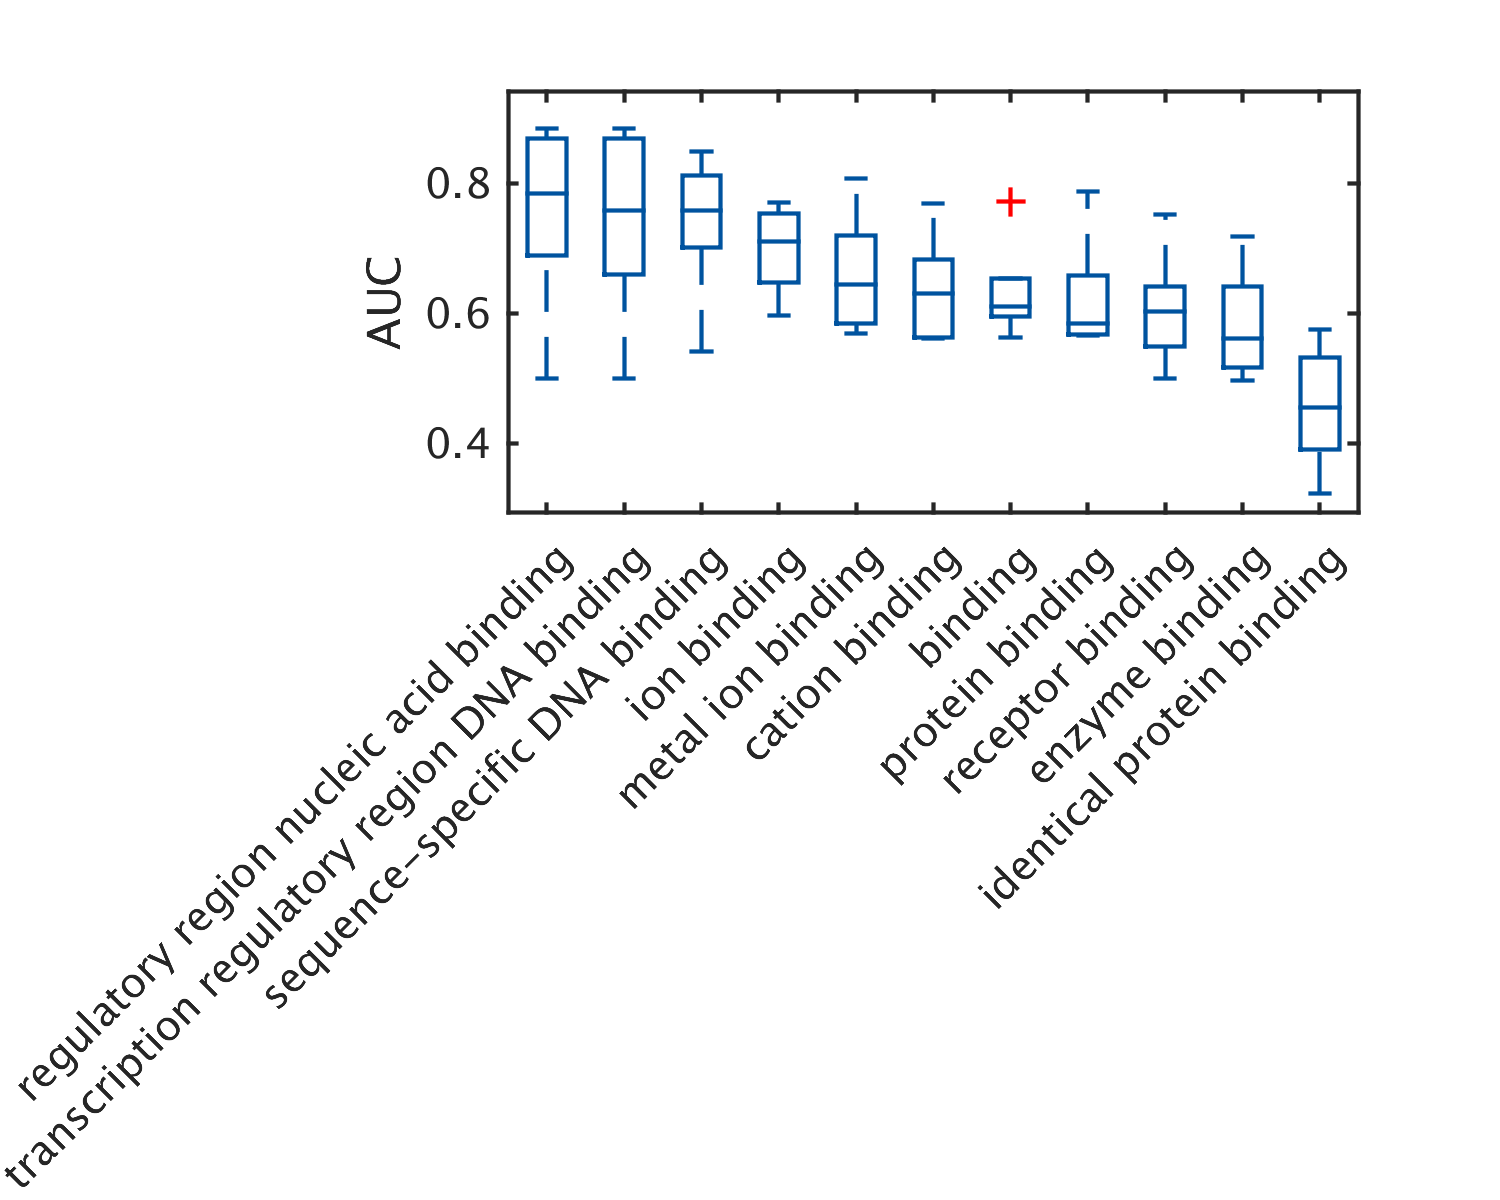 AUC
0.8
0.6
0.4
regulatory region nucleic acid binding
transcription regulatory region DNA binding
sequence-specific DNA binding
ion binding
metal ion binding
cation binding
binding
protein binding
receptor binding
enzyme binding
identical protein binding